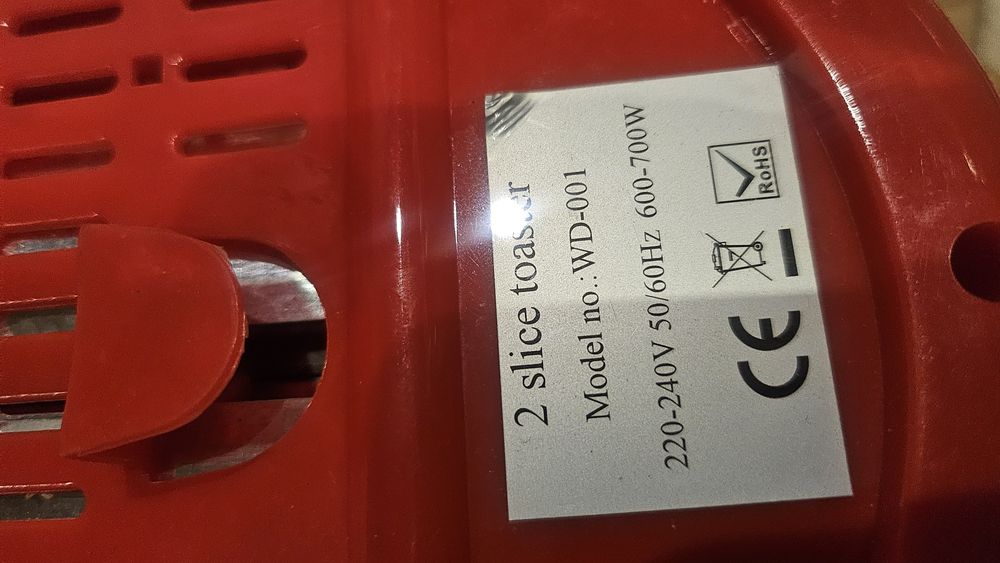 2 slice toaster
Model no.:WD-001
220-240V 50/60Hz 600-700W
CE
RoHS